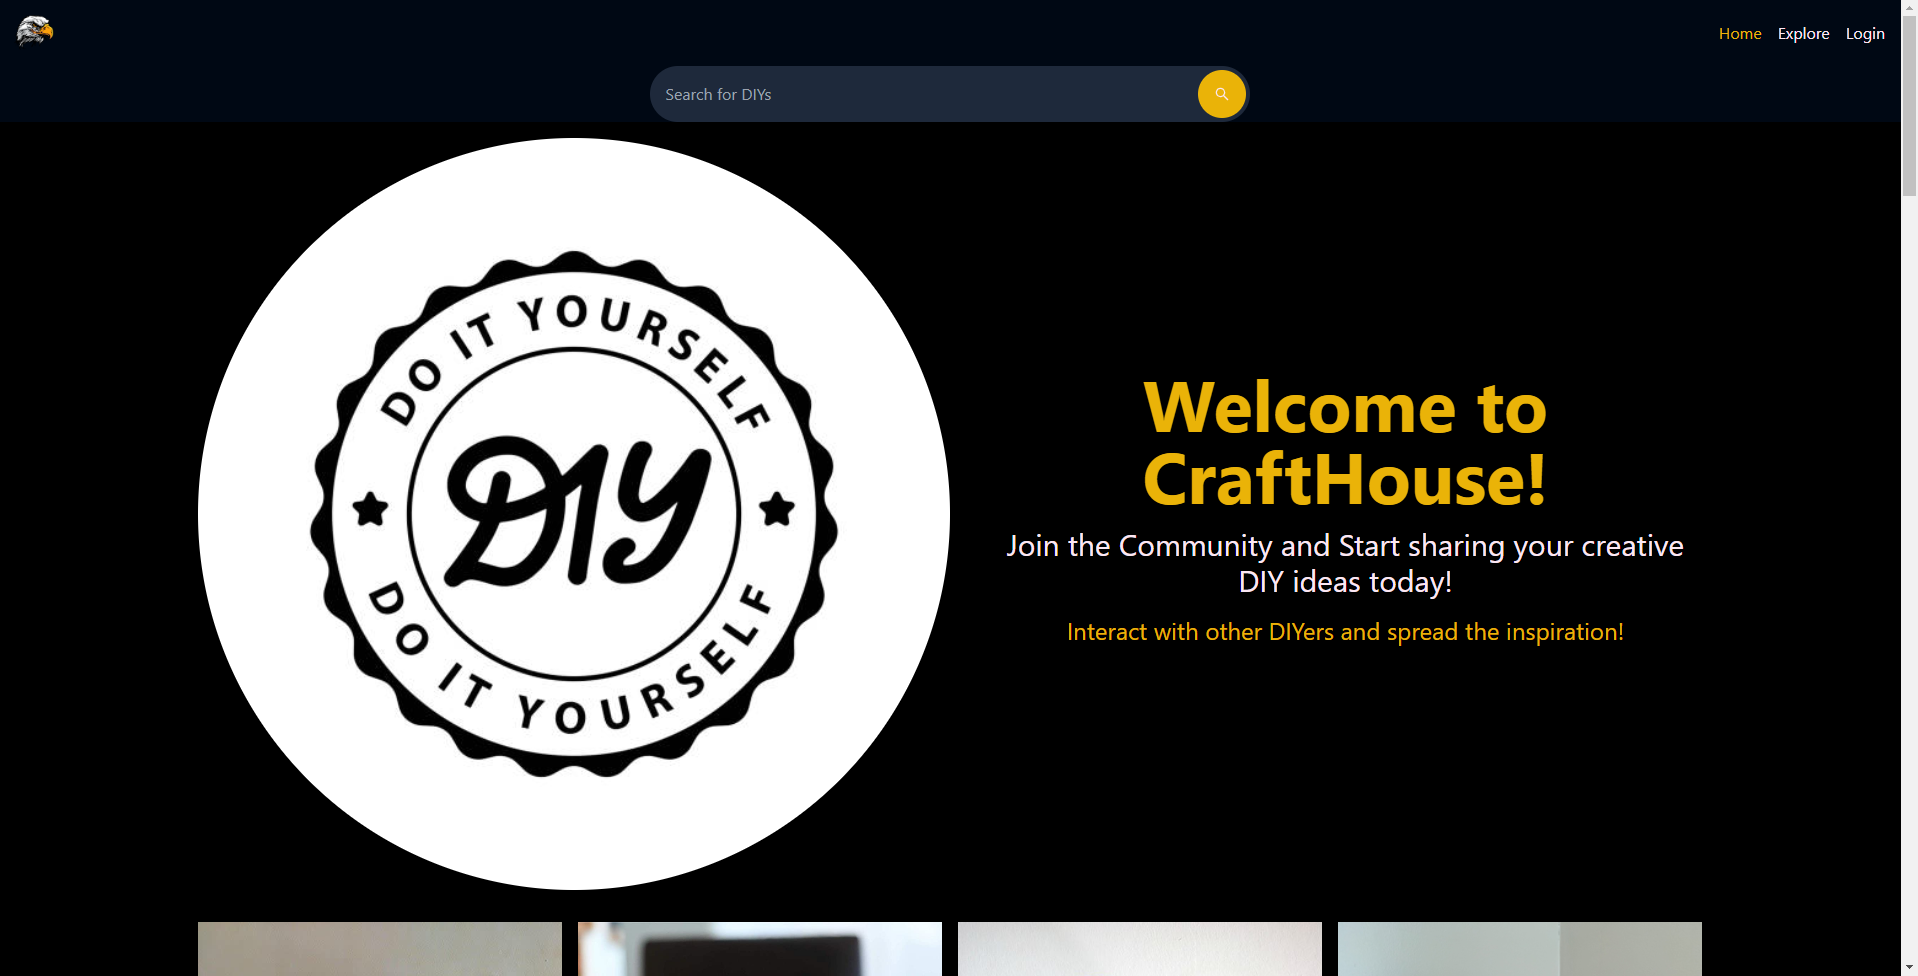 Home Explore Login
Search for DIYs
DO IT YOURSELF
DIY
DO IT YOURSELF
Welcome to
CraftHouse!
Join the Community and Start sharing your creative
DIY ideas today!
Interact with other DIYers and spread the inspiration!